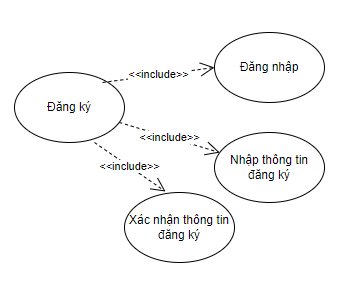 Đăng nhập
<<include>>
Đăng ký
<<include>>
Nhập thông tin
đăng ký
<<include>>
Xác nhận thông tin
đăng ký